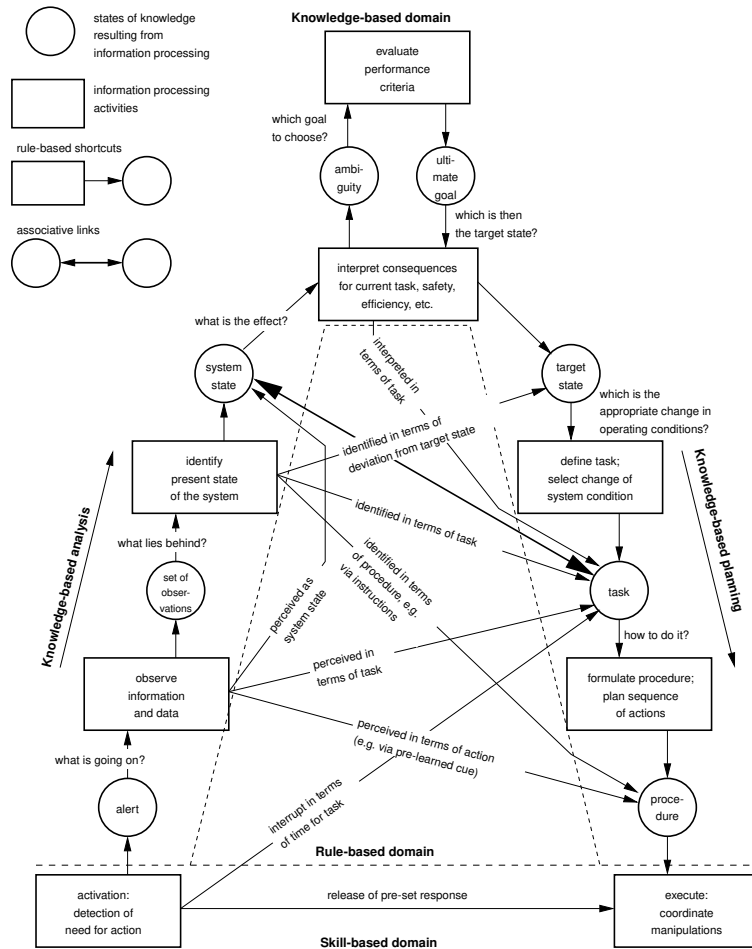 states of knowledge
resulting from
information processing
information processing
activities
rule-based shortcuts
associative links
Knowledge-based domain
evaluate
performance
criteria
which goal
to choose?
ambi-
guity
ulti-
mate
goal
which is then
the target state?
interpret consequences
for current task, safety,
efficiency, etc.
what is the effect?
system
state
interpreted in
terms of task
target
state
which is the
appropriate change in
operating conditions?
identify
present state
of the system
identified in terms of
deviation from target state
define task;
select change of
system condition
Knowledge-based analysis
Knowledge-based planning
what lies behind?
identified in terms of task
set of
obser-
vations
perceived as
system state
identified in terms
of procedure, e.g.
via instructions
task
how to do it?
observe
information
and data
perceived in
terms of task
formulate procedure;
plan sequence
of actions
what is going on?
perceived in terms of action
(e.g. via pre-learned cue)
alert
interrupt in terms
of time for task
proce-
dure
Rule-based domain
activation:
detection of
need for action
release of pre-set response
execute:
coordinate
manipulations
Skill-based domain